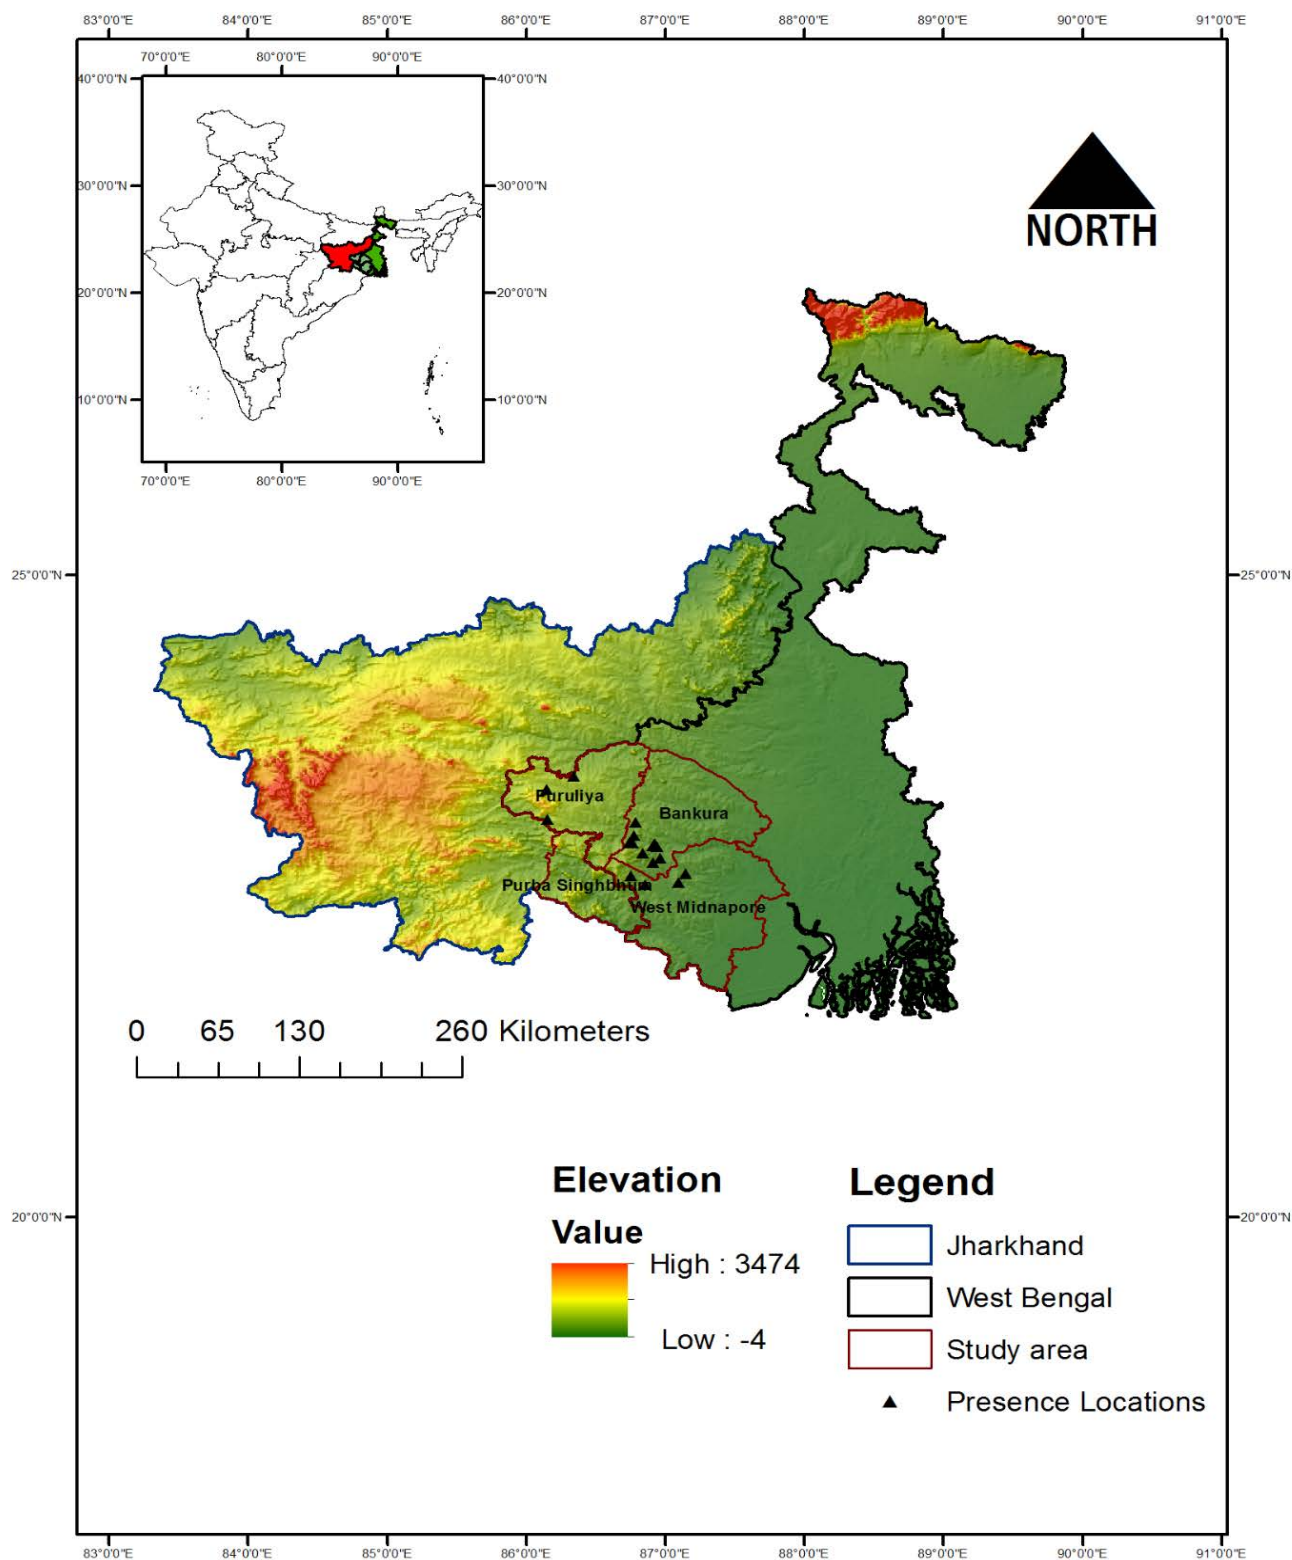 83°0'0"E 84°0'0"E 85°0'0"E 86°0'0"E 87°0'0"E 88°0'0"E 89°0'0"E 90°0'0"E 91°0'0"E
70°0'0"E 80°0'0"E 90°0'0"E
40°0'0"N 40°0'0"N
30°0'0"N 30°0'0"N
20°0'0"N 20°0'0"N
10°0'0"N 10°0'0"N
70°0'0"E 80°0'0"E 90°0'0"E
NORTH
25°0'0"N 25°0'0"N
Puruliya
Bankura
Purba Singhbhum
West Midnapore
0 65 130 260 Kilometers
Elevation
Value
High : 3474
Low : -4
Legend
Jharkhand
West Bengal
Study area
Presence Locations
20°0'0"N 20°0'0"N
83°0'0"E 84°0'0"E 85°0'0"E 86°0'0"E 87°0'0"E 88°0'0"E 89°0'0"E 90°0'0"E 91°0'0"E